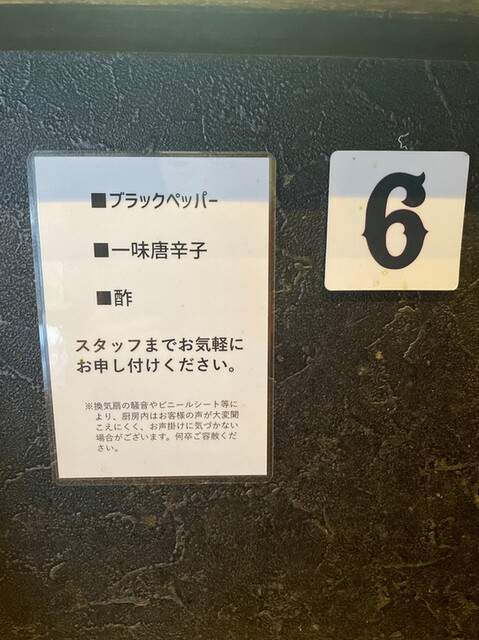 ■ブラックペッパー
■一味唐辛子
■酢
スタッフまでお気軽に
お申し付けください。
※換気扇の騒音やビニールシート等に
より、厨房内はお客様の声が大変聞
こえにくく、お声掛けに気づかない
場合がございます。何卒ご容赦くだ
さい。
6